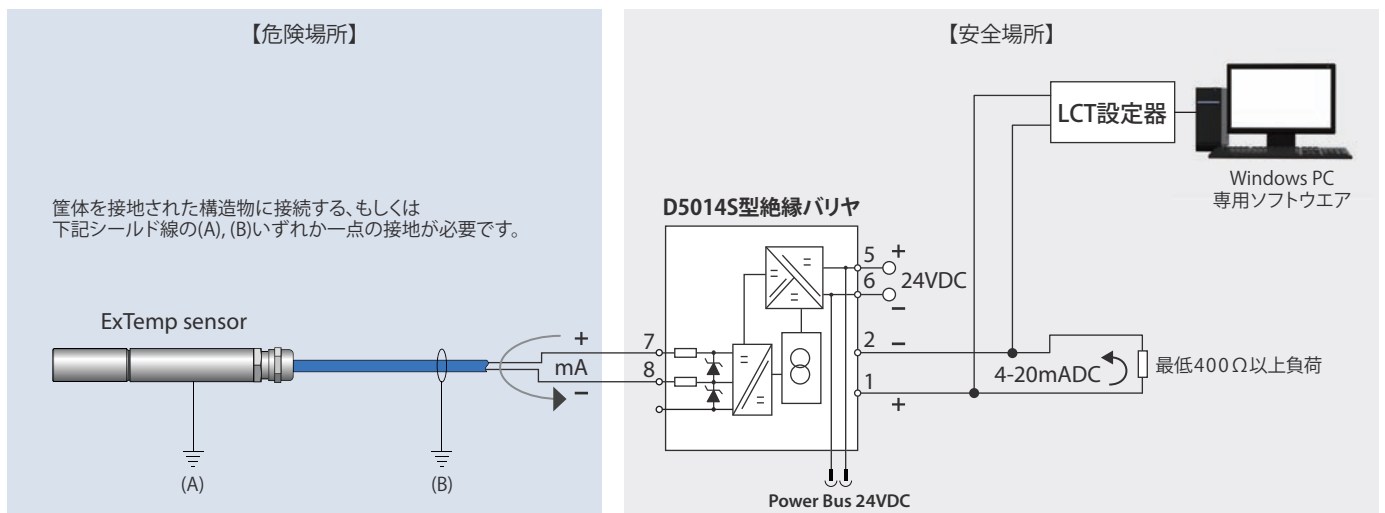 【危険場所】
筐体を接地された構造物に接続する、もしくは
下記シールド線の(A), (B)いずれか一点の接地が必要です。
ExTemp sensor
+
mA
−
(A)
(B)
【安全場所】
LCT設定器
Windows PC
専用ソフトウエア
D5014S型絶縁バリヤ
5 +
6 24VDC
−
7
8
2 −
1 +
4-20mADC
最低400Ω以上負荷
Power Bus 24VDC